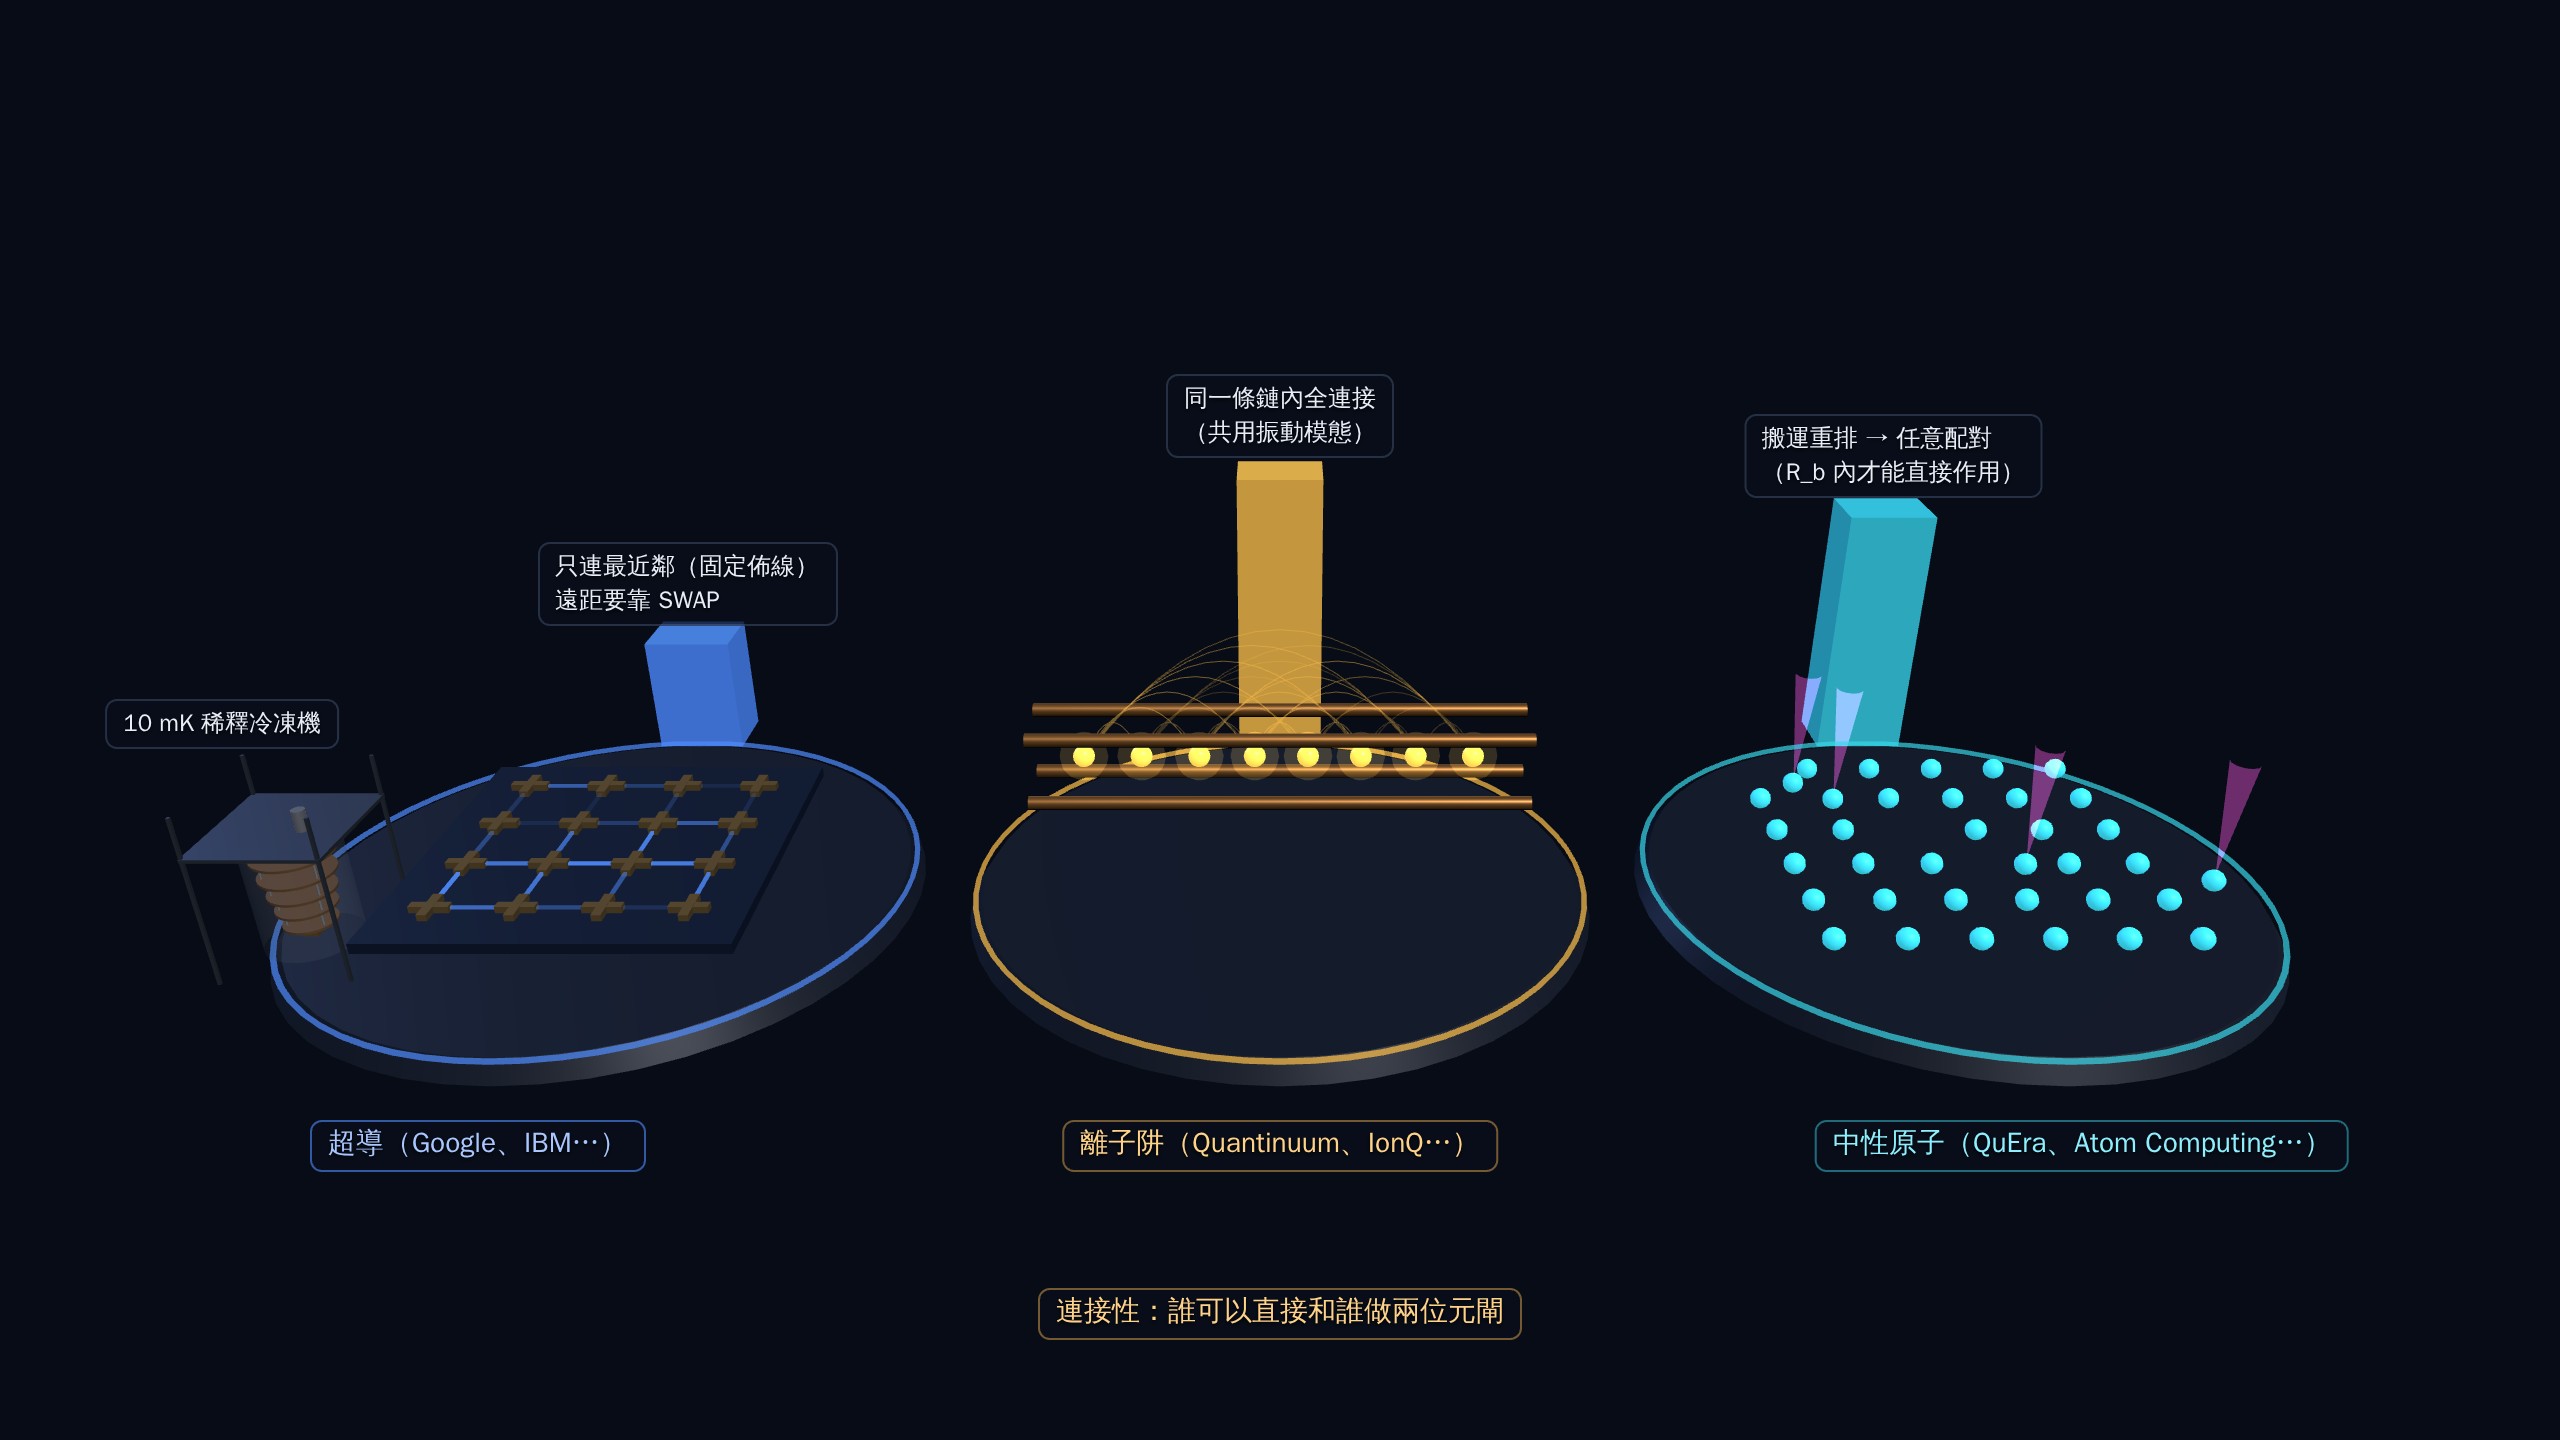 同一條鏈內全連接
（共用振動模態）
搬運重排 → 任意配對
（R_b 內才能直接作用）
只連最近鄰（固定佈線）
遠距要靠 SWAP
10 mK 稀釋冷凍機
超導（Google、IBM⋯）
離子阱（Quantinuum、IonQ⋯）
中性原子（QuEra、Atom Computing⋯）
連接性：誰可以直接和誰做兩位元閘